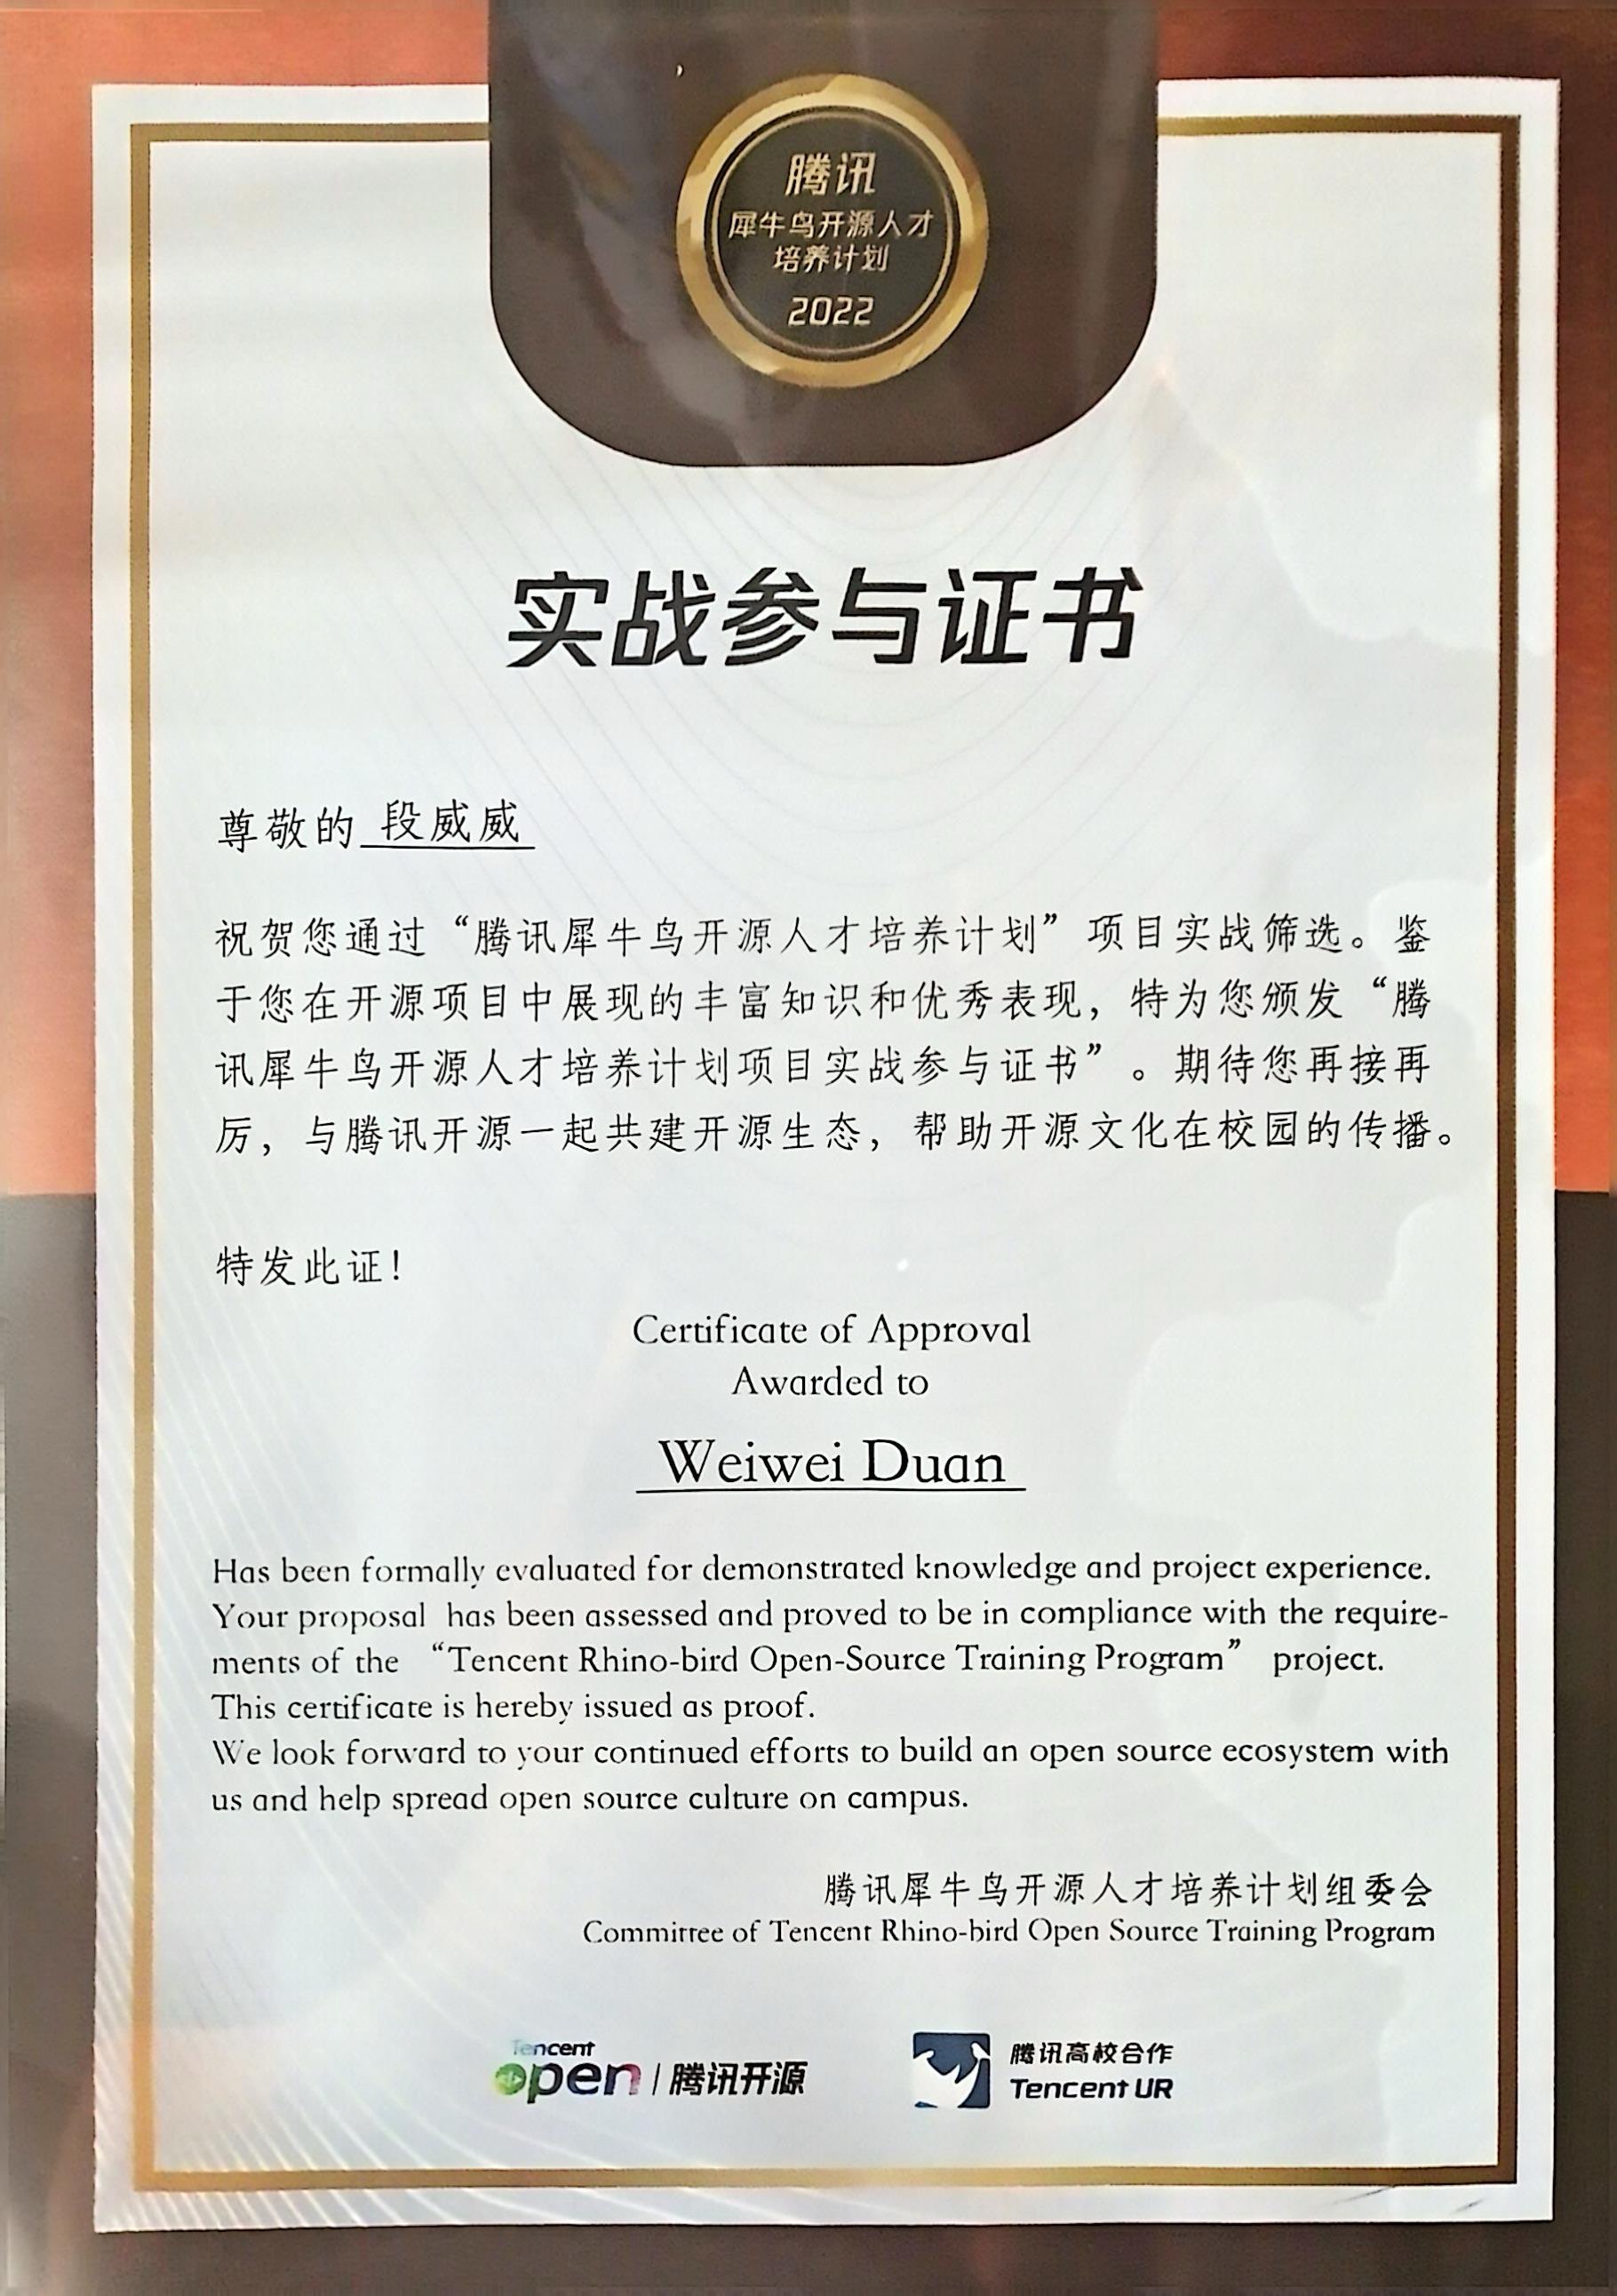 腾讯
犀牛鸟开源人才
培养计划
2022
实战参与证书
尊敬的 段威威
祝贺您通过“腾讯犀牛鸟开源人才培养计划”项目实战筛选。鉴
于您在开源项目中展现的丰富知识和优秀表现，特为您颁发“腾
讯犀牛鸟开源人才培养计划项目实战参与证书”。期待您再接再
厉，与腾讯开源一起共建开源生态，帮助开源文化在校园的传播。
特发此证！
Certificate of Approval
Awarded to
Weiwei Duan
Has been formally evaluated for demonstrated knowledge and project experience.
Your proposal has been assessed and proved to be in compliance with the require-
ments of the “Tencent Rhino-bird Open-Source Training Program” project.
This certificate is hereby issued as proof.
We look forward to your continued efforts to build an open source ecosystem with
us and help spread open source culture on campus.
腾讯犀牛鸟开源人才培养计划组委会
Committee of Tencent Rhino-bird Open Source Training Program
Tencent
open | 腾讯开源
腾讯高校合作
Tencent UR